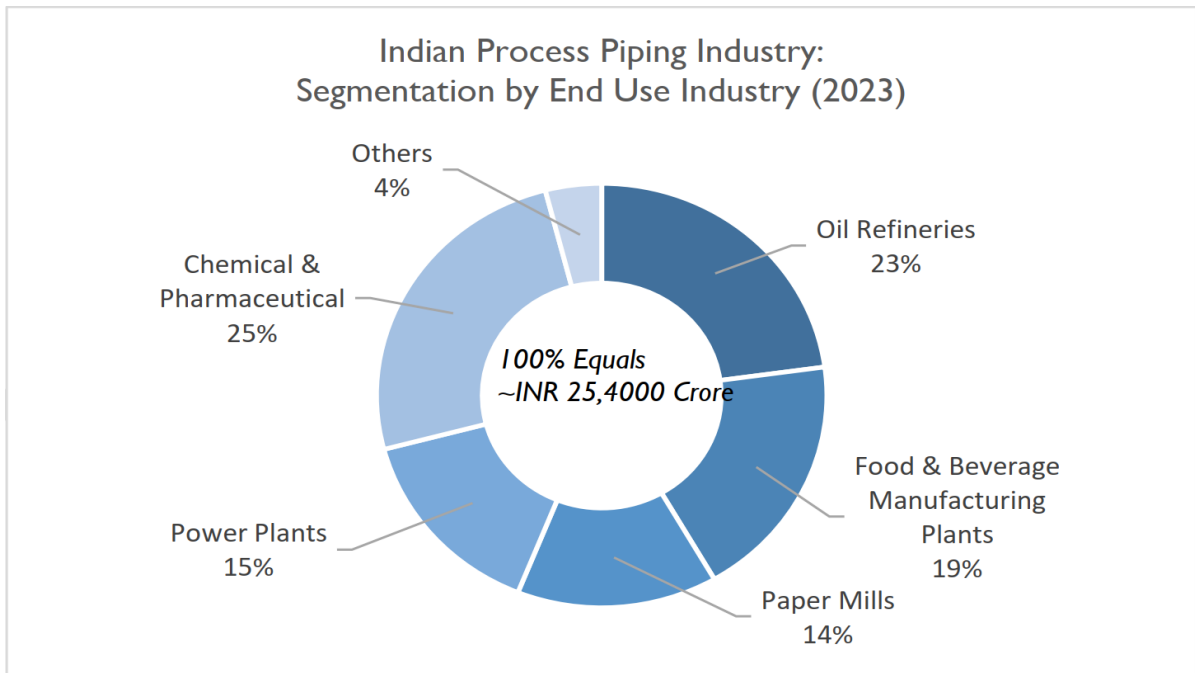 Indian Process Piping Industry:
Segmentation by End Use Industry (2023)
Others
4%
Oil Refineries
23%
Chemical &
Pharmaceutical
25%
100% Equals
~INR 25,4000 Crore
Food & Beverage
Manufacturing
Plants
19%
Power Plants
15%
Paper Mills
14%